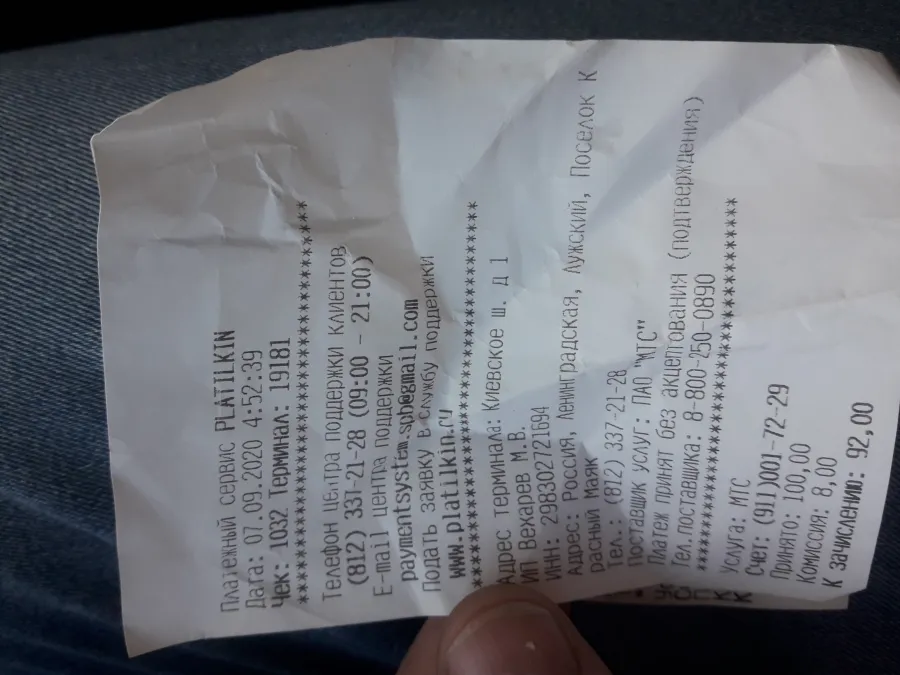 Платежный сервис PLATILKIN
Дата: 07.09.2020 4:52:39
Чек: 1032 Терминал: 19181
************************************
Телефон центра поддержки клиентов
(812) 337-21-28 (09:00 - 21:00)
E-mail центра поддержки
paymentsystem.spb@gmail.com
Подать заявку в службу поддержки
www.platilkin.ru
************************************
Адрес терминала: Киевское ш. д 1
ИП Вехарев М.В.
ИНН: 298302721694
Адрес: Россия, Ленинградская, Лужский, Поселок К
расный Маяк
Тел.: (812) 337-21-28
Поставщик услуг: ПАО "МТС"
Платеж принят без акцептования (подтверждения)
Тел.поставщика: 8-800-250-0890
************************************
Услуга: МТС
Счет: (911)001-72-29
Принято: 100,00
Комиссия: 8,00
К зачислению: 92,00